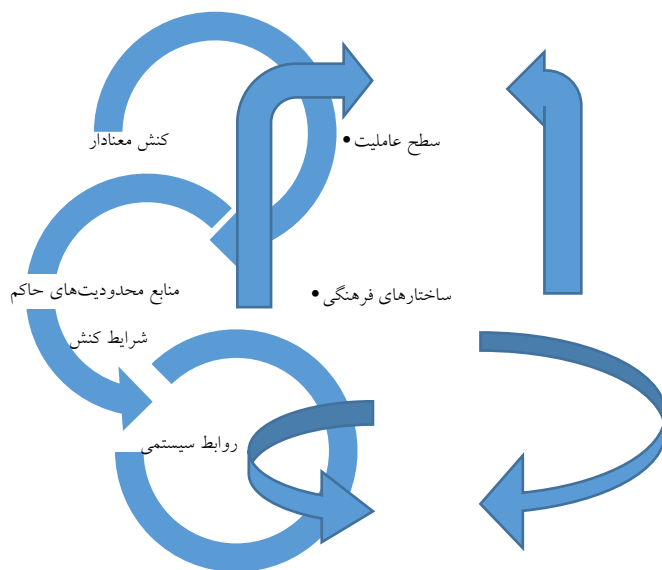 سطح عاملیت •
کنش معنادار
ساختارهای فرهنگی •
منابع محدودیت‌های حاکم
شرایط کنش
روابط سیستمی